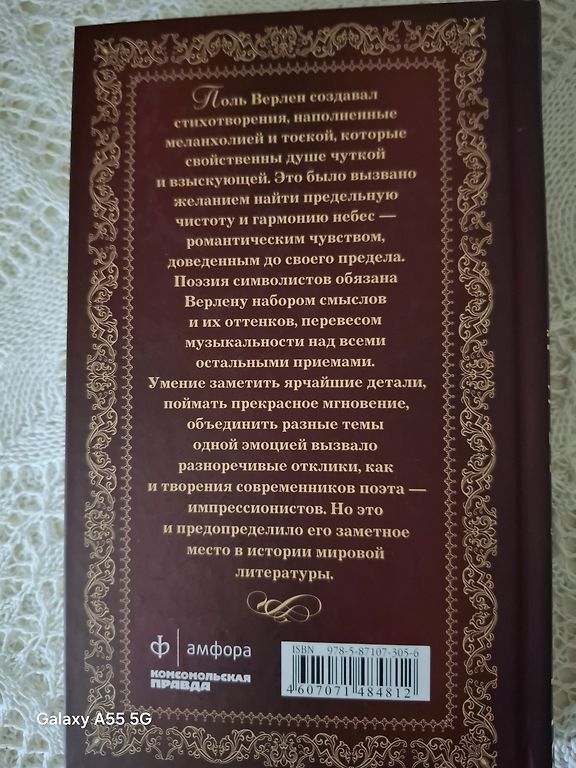 Поль Верлен создавал
стихотворения, наполненные
меланхолией и тоской, которые
свойственны душе чуткой
и взыскующей. Это было вызвано
желанием найти предельную
чистоту и гармонию небес —
романтическим чувством,
доведенным до своего предела.
Поэзия символистов обязана
Верлену набором смыслов
и их оттенков, перевесом
музыкальности над всеми
остальными приемами.
Умение заметить ярчайшие детали,
поймать прекрасное мгновение,
объединить разные темы
одной эмоцией вызвало
разноречивые отклики, как
и творения современников поэта —
импрессионистов. Но это
и предопределило его заметное
место в истории мировой
литературы.
ф амфора
КОМСОМОЛЬСКАЯ
ПРАВДА
ISBN 978-5-87107-305-6
4607071484812
Galaxy A55 5G